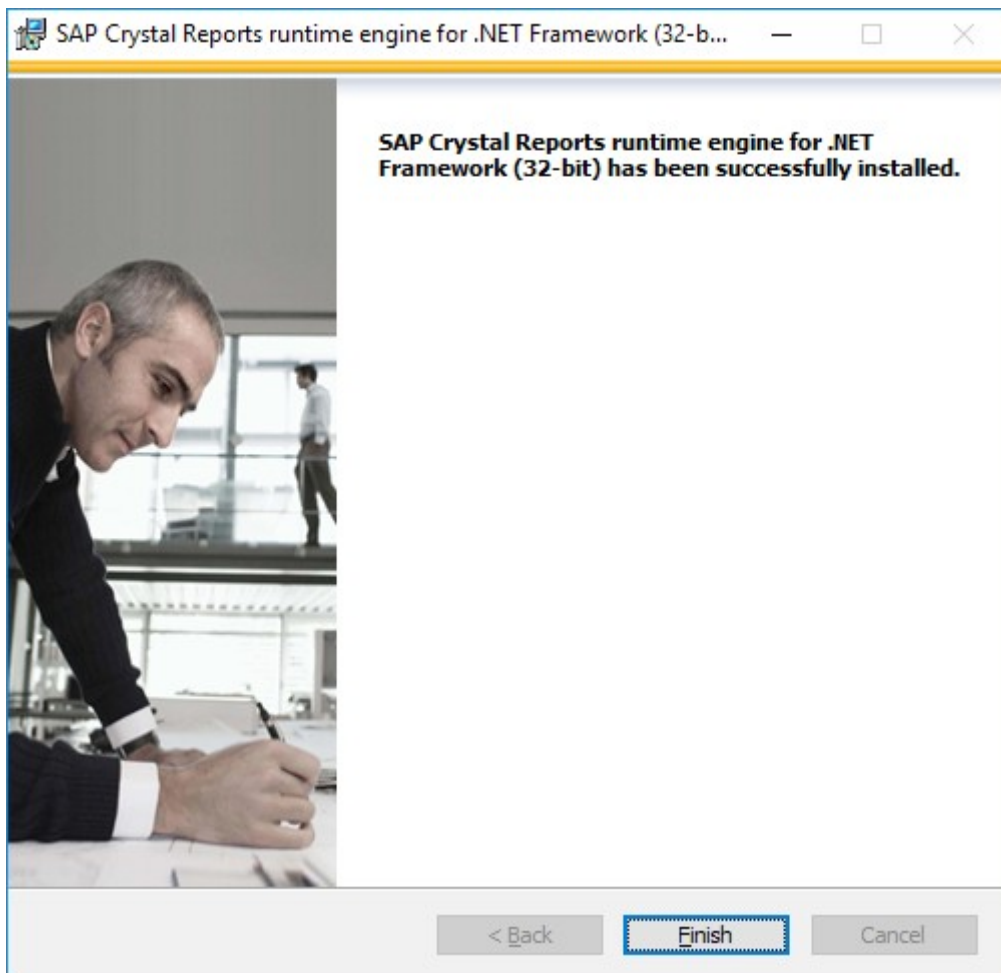 SAP Crystal Reports runtime engine for .NET Framework (32-b...
SAP Crystal Reports runtime engine for .NET
Framework (32-bit) has been successfully installed.
< Back
Finish
Cancel